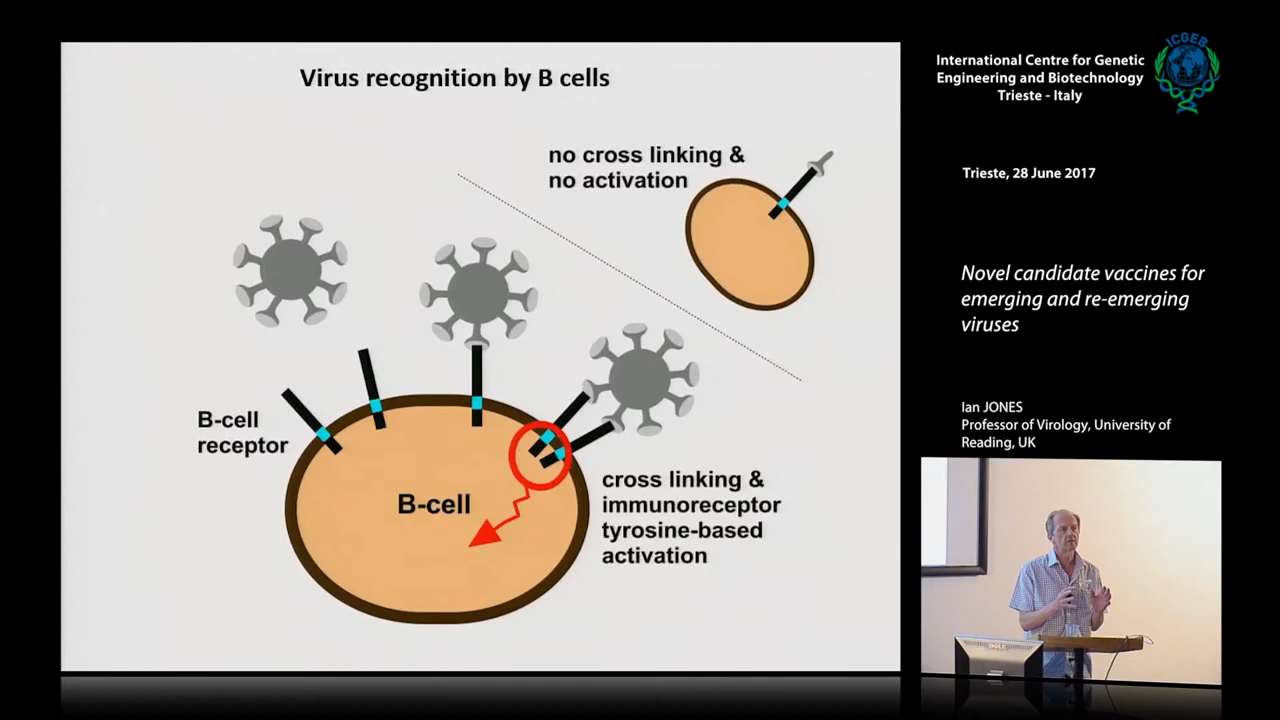 Virus recognition by B cells
no cross linking &
no activation
B-cell
receptor
B-cell
cross linking &
immunoreceptor
tyrosine-based
activation
International Centre for Genetic
Engineering and Biotechnology
Trieste - Italy
ICGEB
Trieste, 28 June 2017
Novel candidate vaccines for
emerging and re-emerging
viruses
Ian JONES
Professor of Virology, University of
Reading, UK